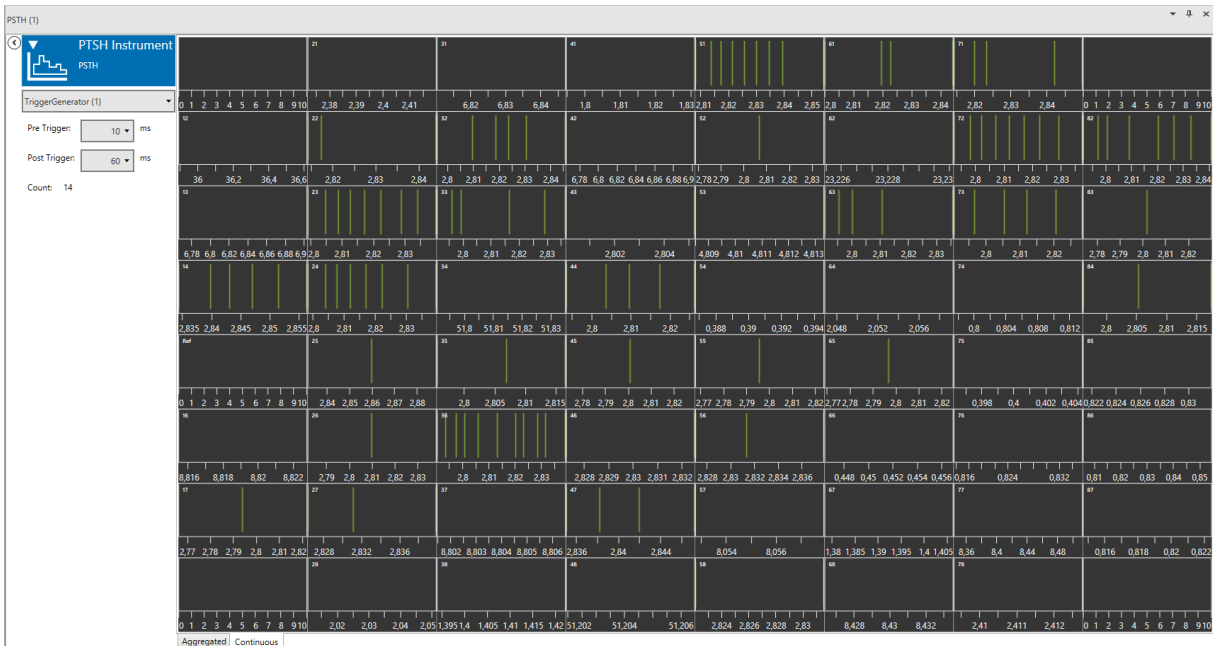 PSTH (1)
PTSH Instrument
PSTH
TriggerGenerator (1)
Pre Trigger: 10 ms
Post Trigger: 60 ms
Count: 14
21 31 41 51 61 71
0 1 2 3 4 5 6 7 8 9 10 2,38 2,39 2,4 2,41 6,82 6,83 6,84 1,8 1,81 1,82 1,83 2,81 2,82 2,83 2,84 2,85 2,8 2,81 2,82 2,83 2,84 2,82 2,83 2,84 0 1 2 3 4 5 6 7 8 9 10
12 22 32 42 52 62 72 82
36 36,2 36,4 36,6 2,82 2,83 2,84 2,8 2,81 2,82 2,83 2,84 6,78 6,8 6,82 6,84 6,86 6,88 6,9 2,78 2,79 2,8 2,81 2,82 2,83 23,226 23,228 23,23 2,8 2,81 2,82 2,83 2,8 2,81 2,82 2,83 2,84
13 23 33 43 53 63 73 83
6,78 6,8 6,82 6,84 6,86 6,88 6,9 2,8 2,81 2,82 2,83 2,8 2,81 2,82 2,83 2,802 2,804 4,809 4,81 4,811 4,812 4,813 2,8 2,81 2,82 2,83 2,8 2,81 2,82 2,78 2,79 2,8 2,81 2,82
14 24 34 44 54 64 74 84
2,835 2,84 2,845 2,85 2,855 2,8 2,81 2,82 2,83 51,8 51,81 51,82 51,83 2,8 2,81 2,82 0,388 0,39 0,392 0,394 2,048 2,052 2,056 0,8 0,804 0,808 0,812 2,8 2,805 2,81 2,815
Ref 25 35 45 55 65 75 85
0 1 2 3 4 5 6 7 8 9 10 2,84 2,85 2,86 2,87 2,88 2,8 2,805 2,81 2,815 2,78 2,79 2,8 2,81 2,82 2,77 2,78 2,79 2,8 2,81 2,82 2,77 2,78 2,79 2,8 2,81 2,82 0,398 0,4 0,402 0,404 0,822 0,824 0,826 0,828 0,83
16 26 36 46 56 66 76 86
8,816 8,818 8,82 8,822 2,79 2,8 2,81 2,82 2,83 2,8 2,81 2,82 2,83 2,828 2,829 2,83 2,831 2,832 2,828 2,83 2,832 2,834 2,836 0,448 0,45 0,452 0,454 0,456 0,816 0,824 0,832 0,81 0,82 0,83 0,84 0,85
17 27 37 47 57 67 77 87
2,77 2,78 2,79 2,8 2,81 2,82 2,828 2,832 2,836 8,802 8,803 8,804 8,805 8,806 2,836 2,84 2,844 8,054 8,056 1,38 1,385 1,39 1,395 1,4 1,405 8,36 8,4 8,44 8,48 0,816 0,818 0,82 0,822
28 38 48 58 68 78
0 1 2 3 4 5 6 7 8 9 10 2,02 2,03 2,04 2,05 1,395 1,4 1,405 1,41 1,415 1,42 51,202 51,204 51,206 2,824 2,826 2,828 2,83 8,428 8,43 8,432 2,41 2,411 2,412 0 1 2 3 4 5 6 7 8 9 10
Aggregated Continuous